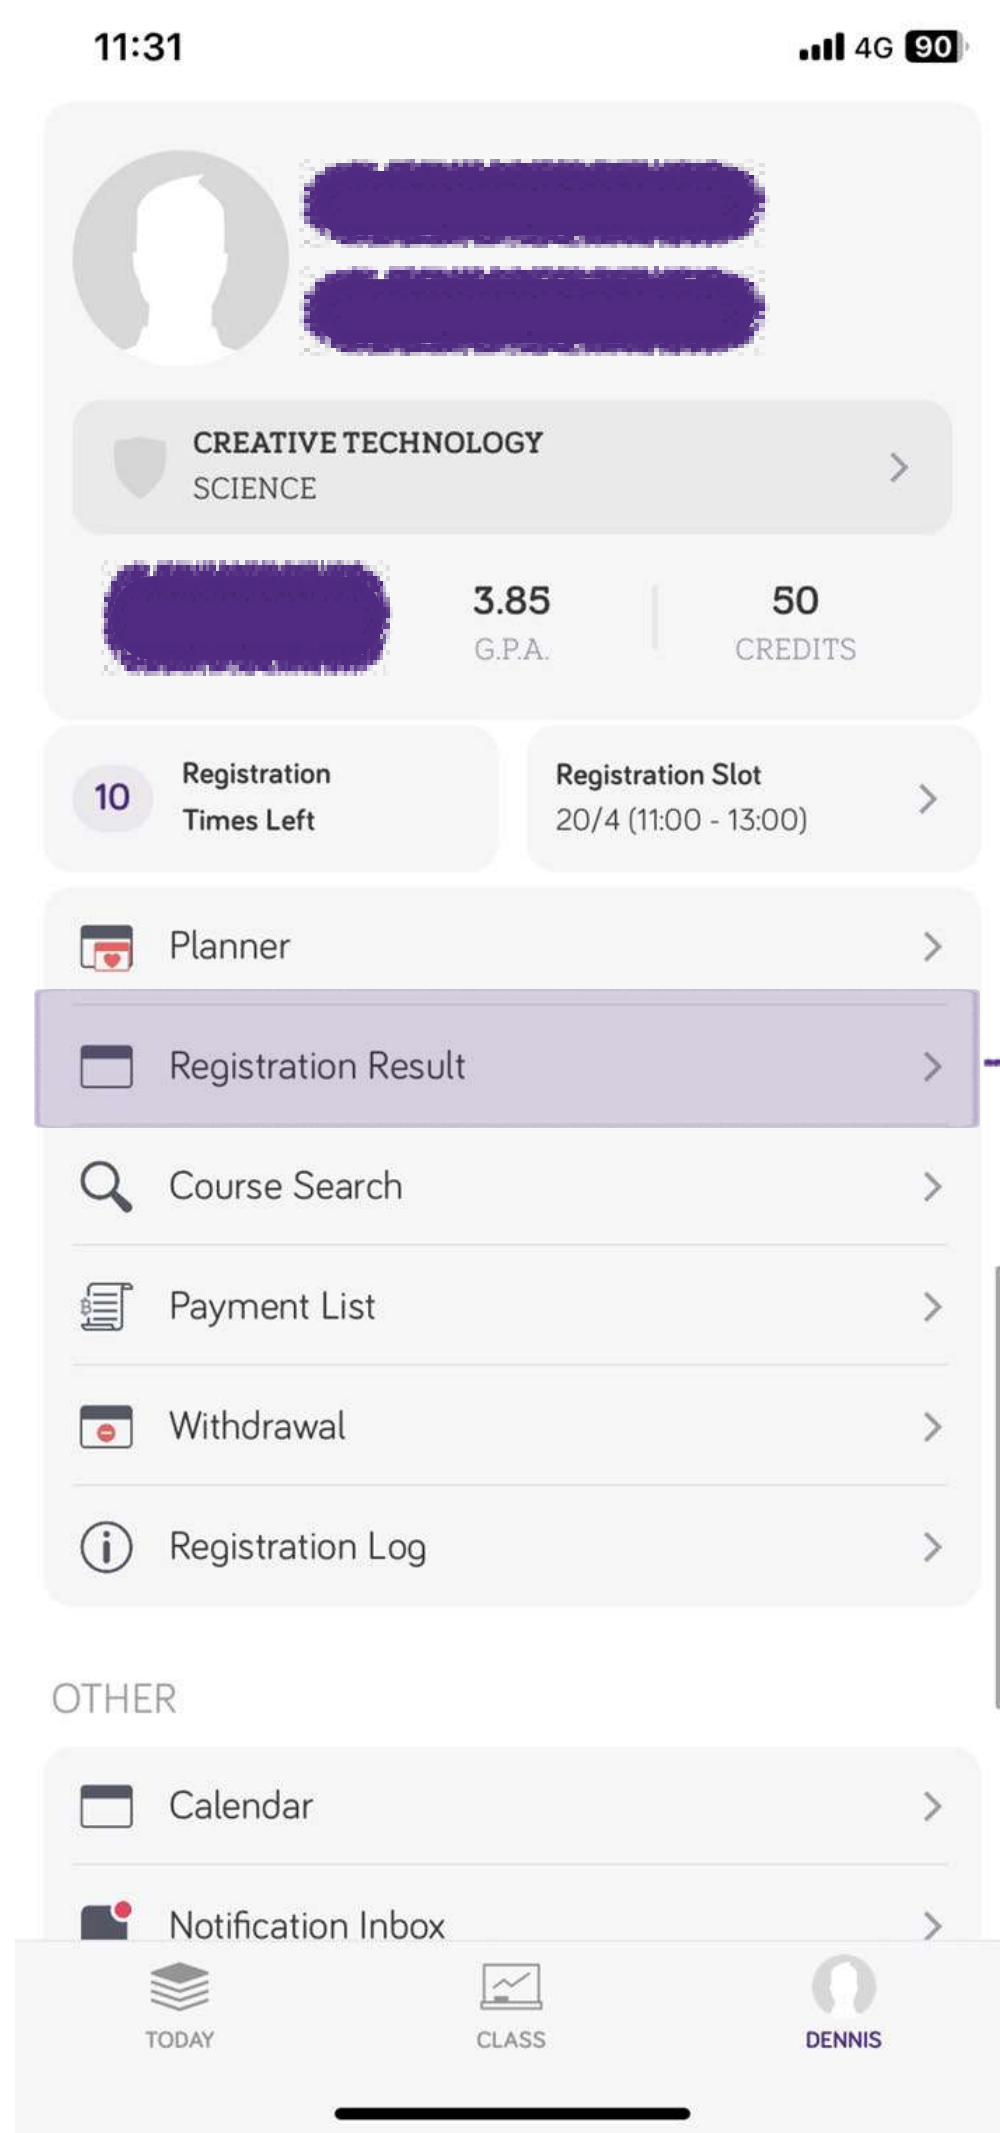 11:31
4G 90
CREATIVE TECHNOLOGY
SCIENCE
3.85
G.P.A.
50
CREDITS
10
Registration
Times Left
Registration Slot
20/4 (11:00 - 13:00)
Planner
Registration Result
Course Search
Payment List
Withdrawal
Registration Log
OTHER
Calendar
Notification Inbox
TODAY
CLASS
DENNIS